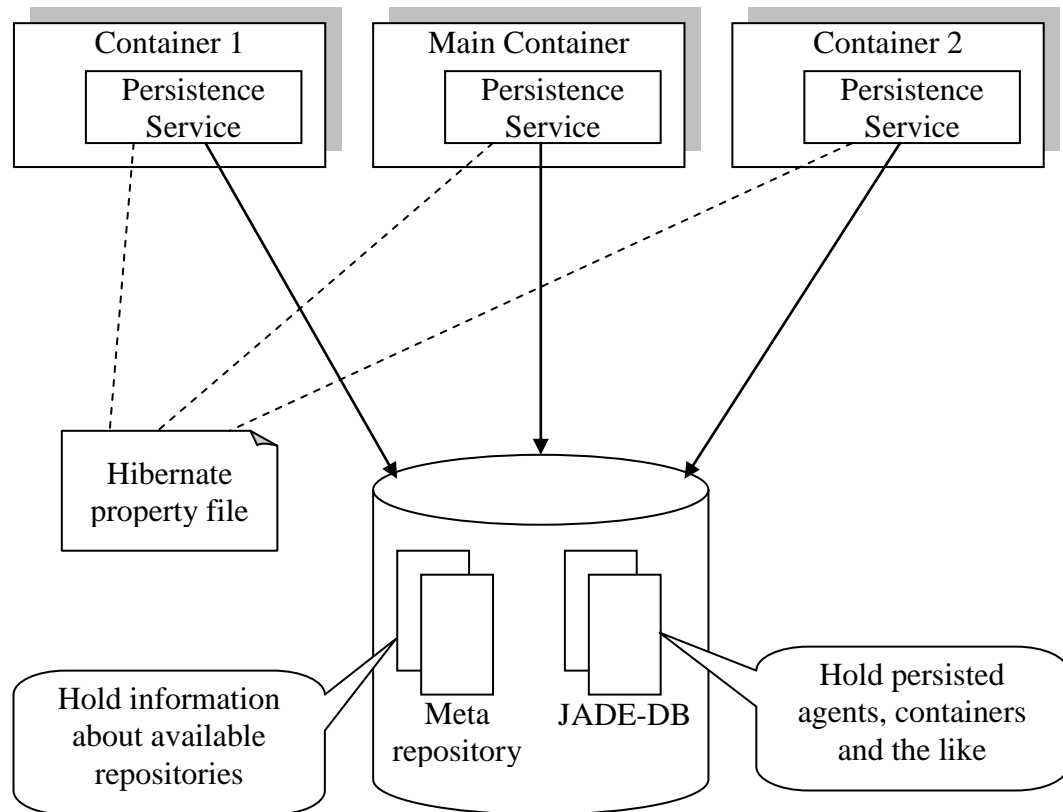 Container 1
Persistence
Service
Main Container
Persistence
Service
Container 2
Persistence
Service
Hibernate
property file
Hold information
about available
repositories
Meta
repository
JADE-DB
Hold persisted
agents, containers
and the like